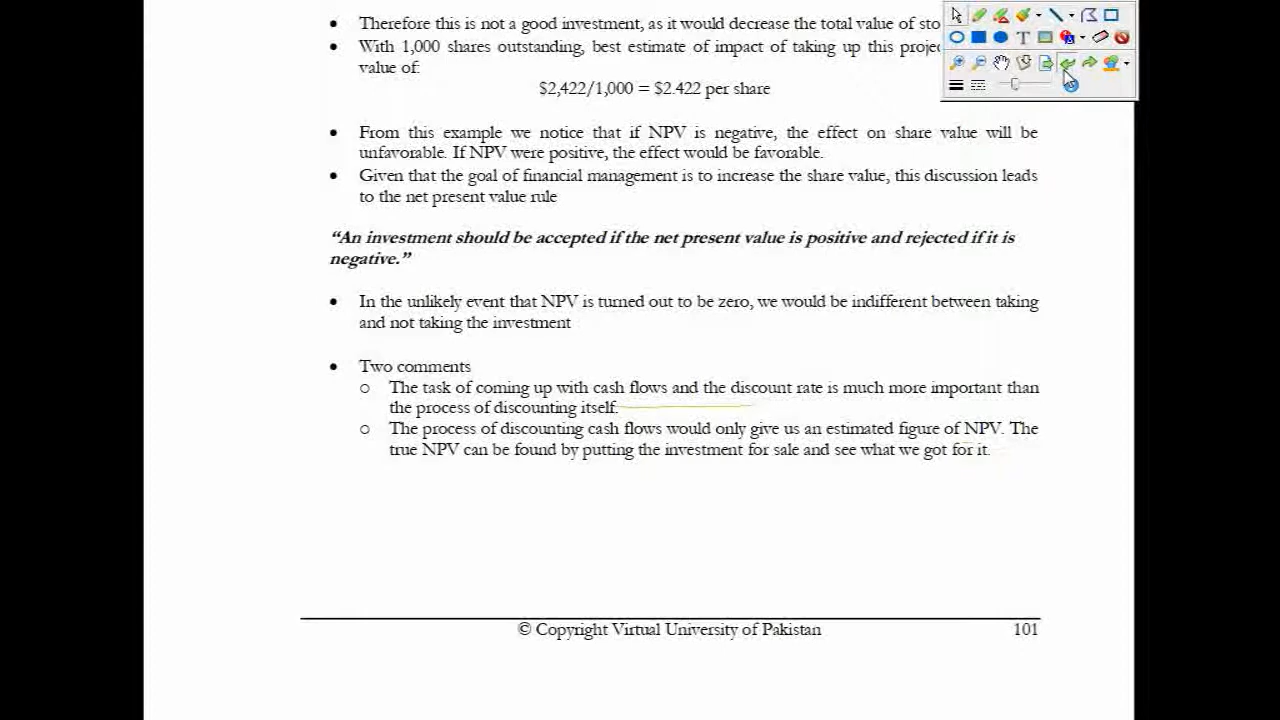 Therefore this is not a good investment, as it would decrease the total value of sto
With 1,000 shares outstanding, best estimate of impact of taking up this projec
value of:
$2,422/1,000 = $2.422 per share
From this example we notice that if NPV is negative, the effect on share value will be
unfavorable. If NPV were positive, the effect would be favorable.
Given that the goal of financial management is to increase the share value, this discussion leads
to the net present value rule
“An investment should be accepted if the net present value is positive and rejected if it is
negative.”
In the unlikely event that NPV is turned out to be zero, we would be indifferent between taking
and not taking the investment
Two comments
The task of coming up with cash flows and the discount rate is much more important than
the process of discounting itself.
The process of discounting cash flows would only give us an estimated figure of NPV. The
true NPV can be found by putting the investment for sale and see what we got for it.
© Copyright Virtual University of Pakistan 101